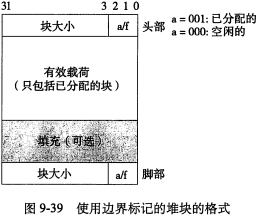 31 3 2 1 0
块大小 a/f 头部 a = 001: 已分配的
a = 000: 空闲的
有效载荷
(只包括已分配的块)
填充(可选)
块大小 a/f 脚部
图 9-39 使用边界标记的堆块的格式